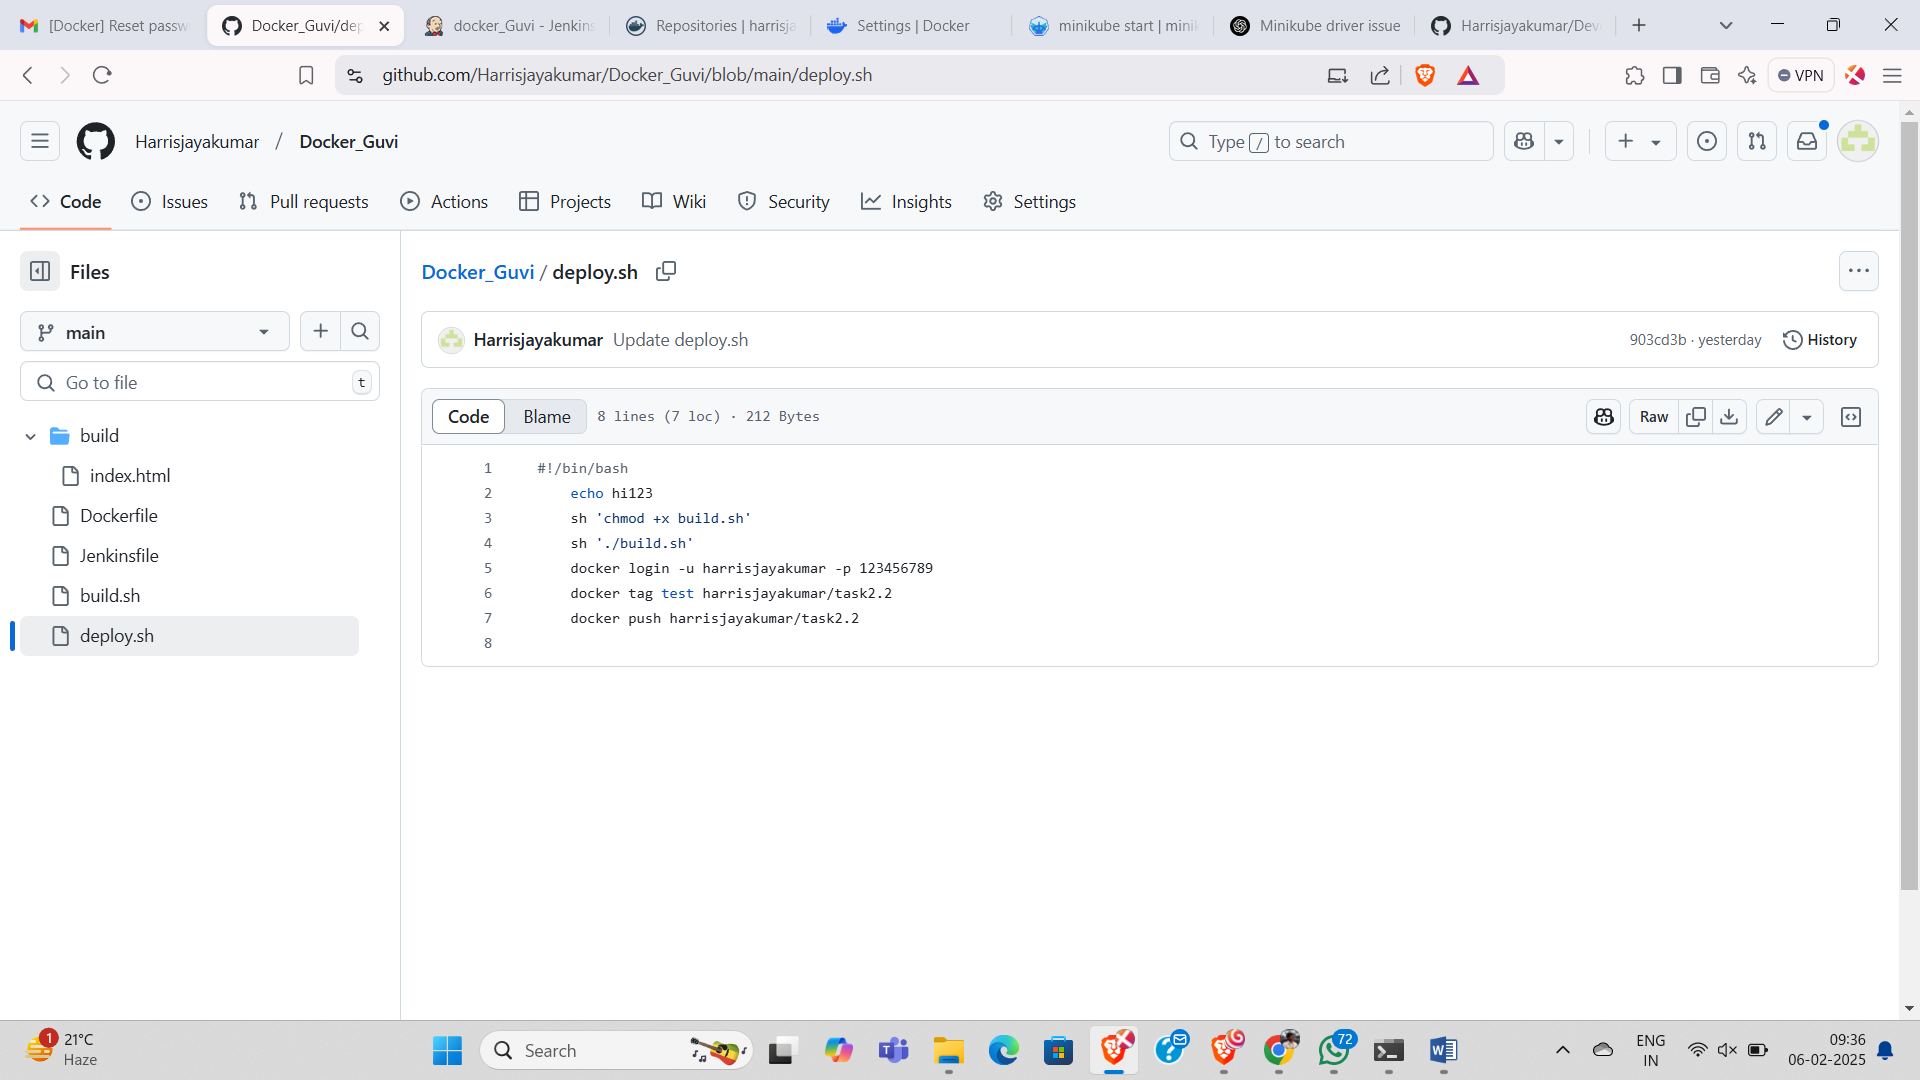 [Docker] Reset passw
Docker_Guvi/dep
docker_Guvi - Jenkins
Repositories | harrisja
Settings | Docker
minikube start | minik
Minikube driver issue
Harrisjayakumar/Dev
github.com/Harrisjayakumar/Docker_Guvi/blob/main/deploy.sh
VPN
Harrisjayakumar / Docker_Guvi
Type / to search
Code
Issues
Pull requests
Actions
Projects
Wiki
Security
Insights
Settings
Files
main
Go to file
t
build
index.html
Dockerfile
Jenkinsfile
build.sh
deploy.sh
Docker_Guvi / deploy.sh
Harrisjayakumar Update deploy.sh
903cd3b · yesterday
History
Code
Blame
8 lines (7 loc) · 212 Bytes
Raw
1 #!/bin/bash
2 echo hi123
3 sh 'chmod +x build.sh'
4 sh './build.sh'
5 docker login -u harrisjayakumar -p 123456789
6 docker tag test harrisjayakumar/task2.2
7 docker push harrisjayakumar/task2.2
8
1
21°C
Haze
Search
72
ENG
IN
09:36
06-02-2025